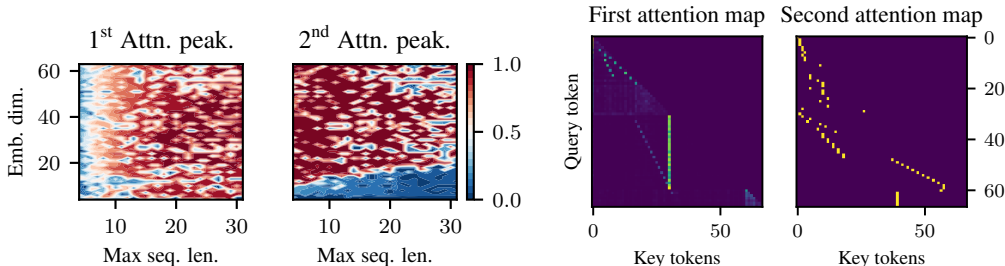 1st Attn. peak.
2nd Attn. peak.
First attention map
Second attention map
Emb. dim.
60
40
20
10
20
30
10
20
30
1.0
0.5
0.0
Max seq. len.
Max seq. len.
Query token
0
50
0
50
0
20
40
60
Key tokens
Key tokens